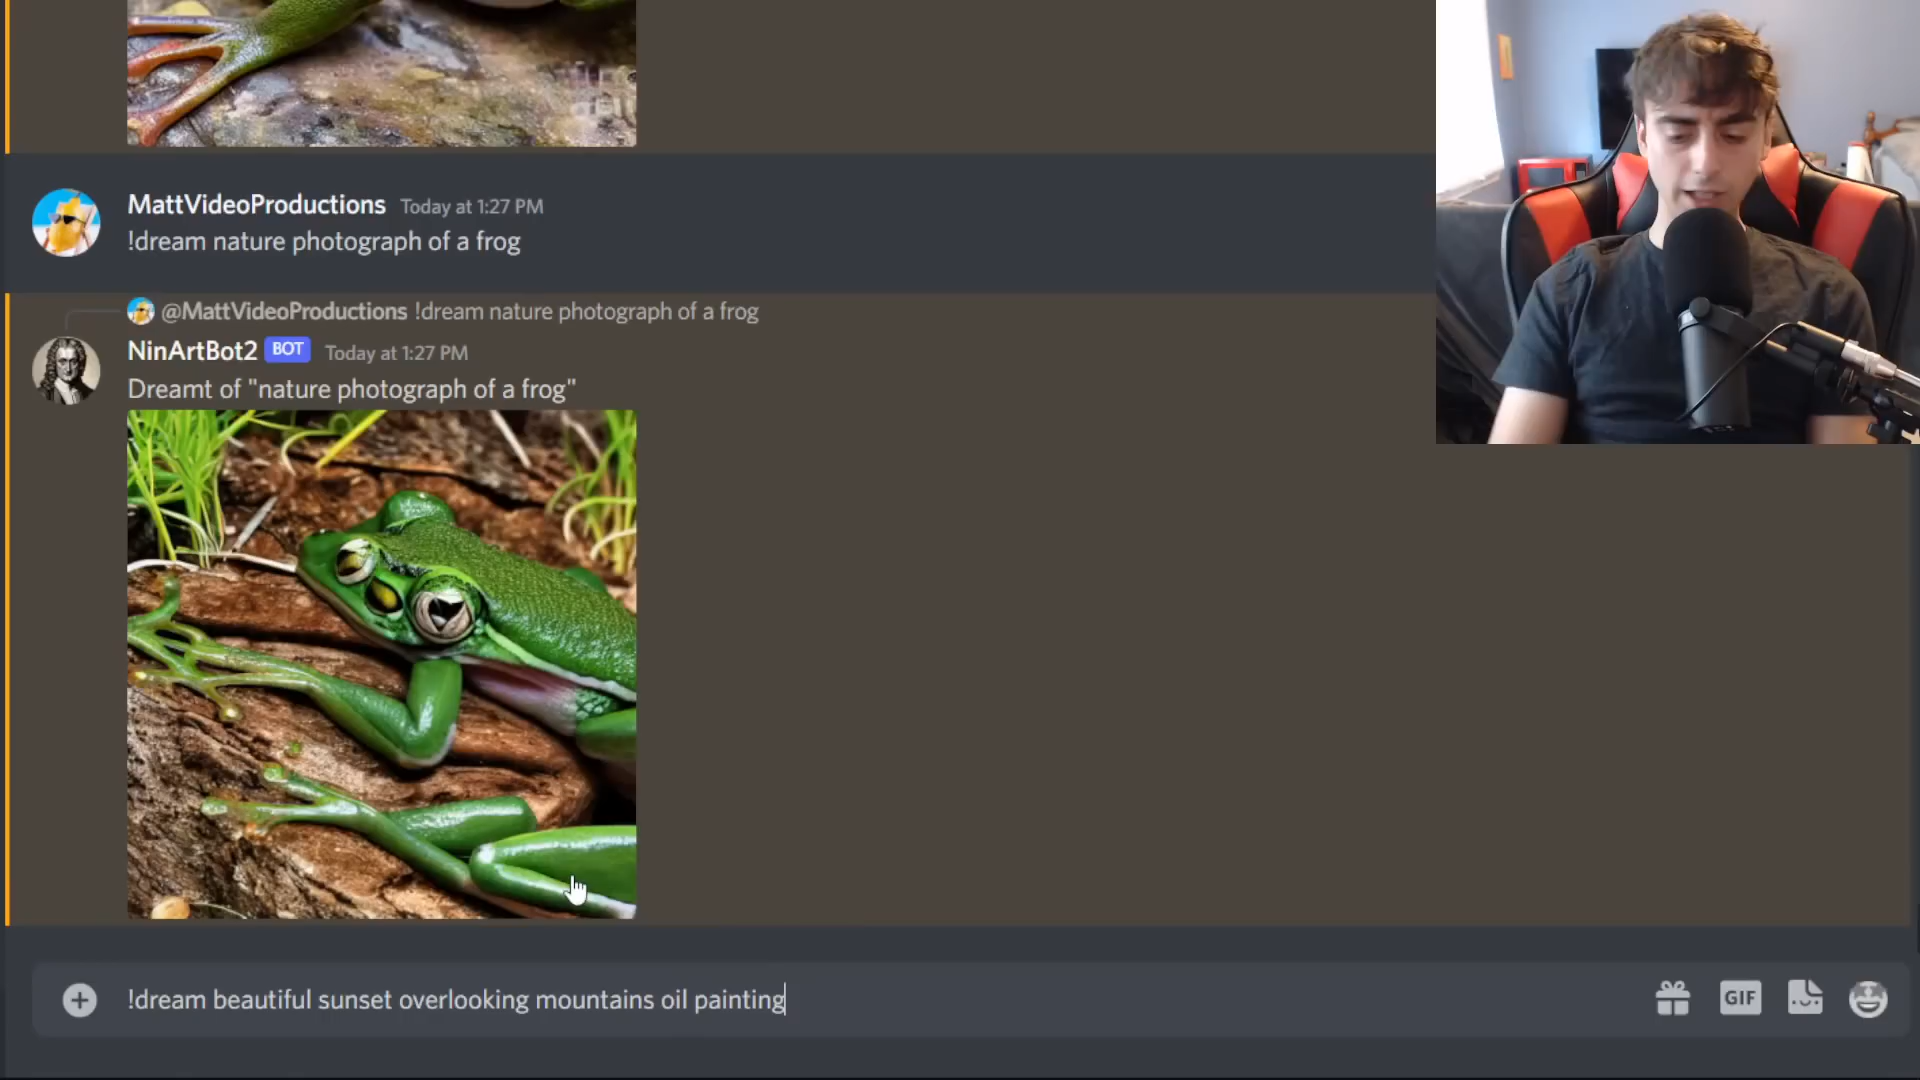 MattVideoProductions Today at 1:27 PM
!dream nature photograph of a frog
@MattVideoProductions !dream nature photograph of a frog
NinArtBot2 BOT Today at 1:27 PM
Dreamt of "nature photograph of a frog"
!dream beautiful sunset overlooking mountains oil painting
GIF